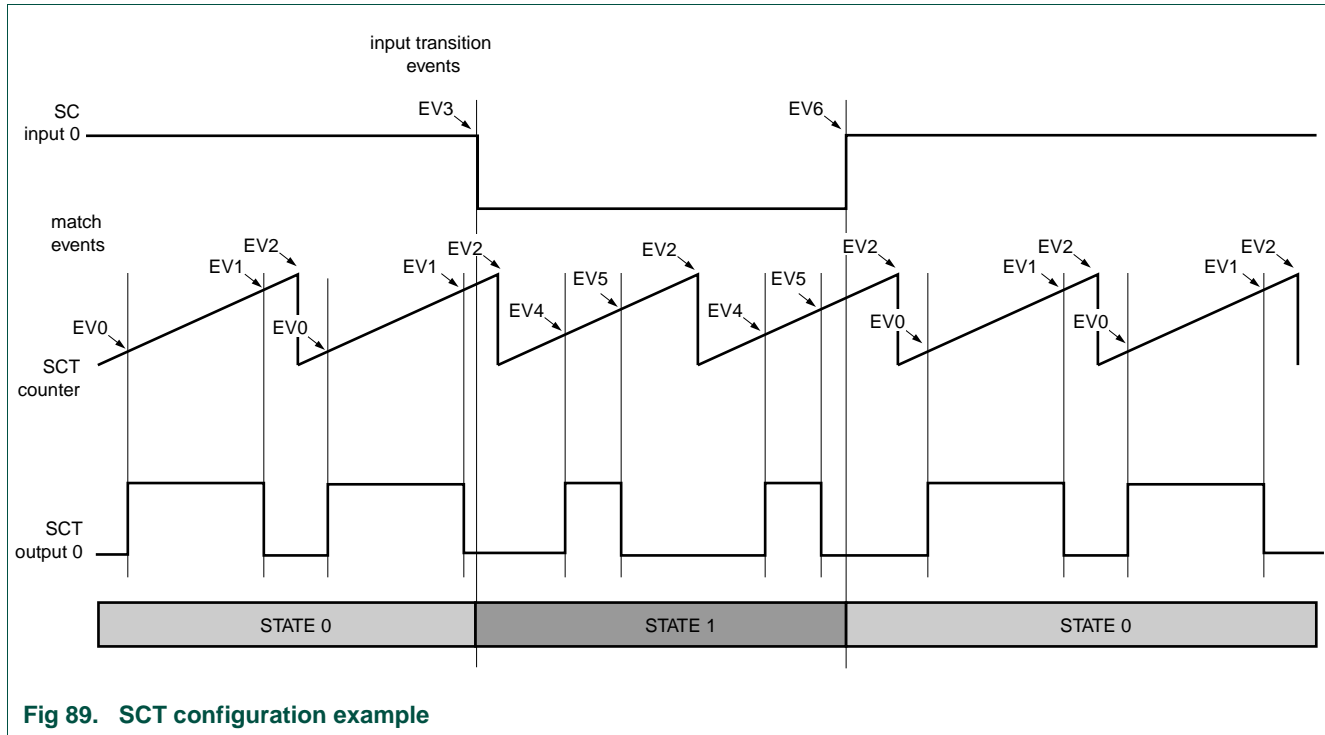 input transition
events
SC
input 0
EV3
EV6
match
events
EV0
EV1
EV2
EV0
EV1
EV2
EV4
EV5
EV2
EV4
EV5
EV2
EV0
EV1
EV2
EV0
EV1
EV2
SCT
counter
SCT
output 0
STATE 0
STATE 1
STATE 0
Fig 89. SCT configuration example